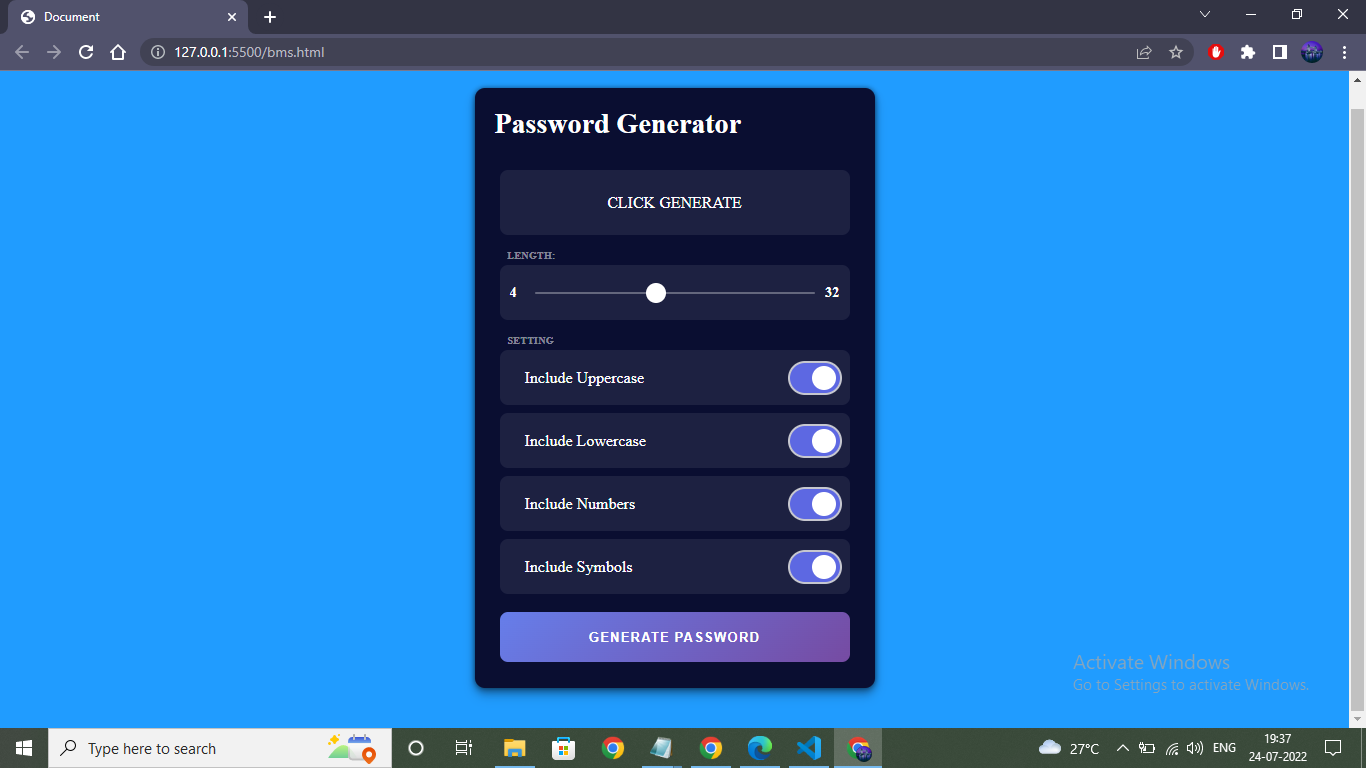 Document
127.0.0.1:5500/bms.html
Password Generator
CLICK GENERATE
LENGTH:
4 32
SETTING
Include Uppercase
Include Lowercase
Include Numbers
Include Symbols
GENERATE PASSWORD
Activate Windows
Go to Settings to activate Windows.
Type here to search
27°C
ENG
19:37
24-07-2022